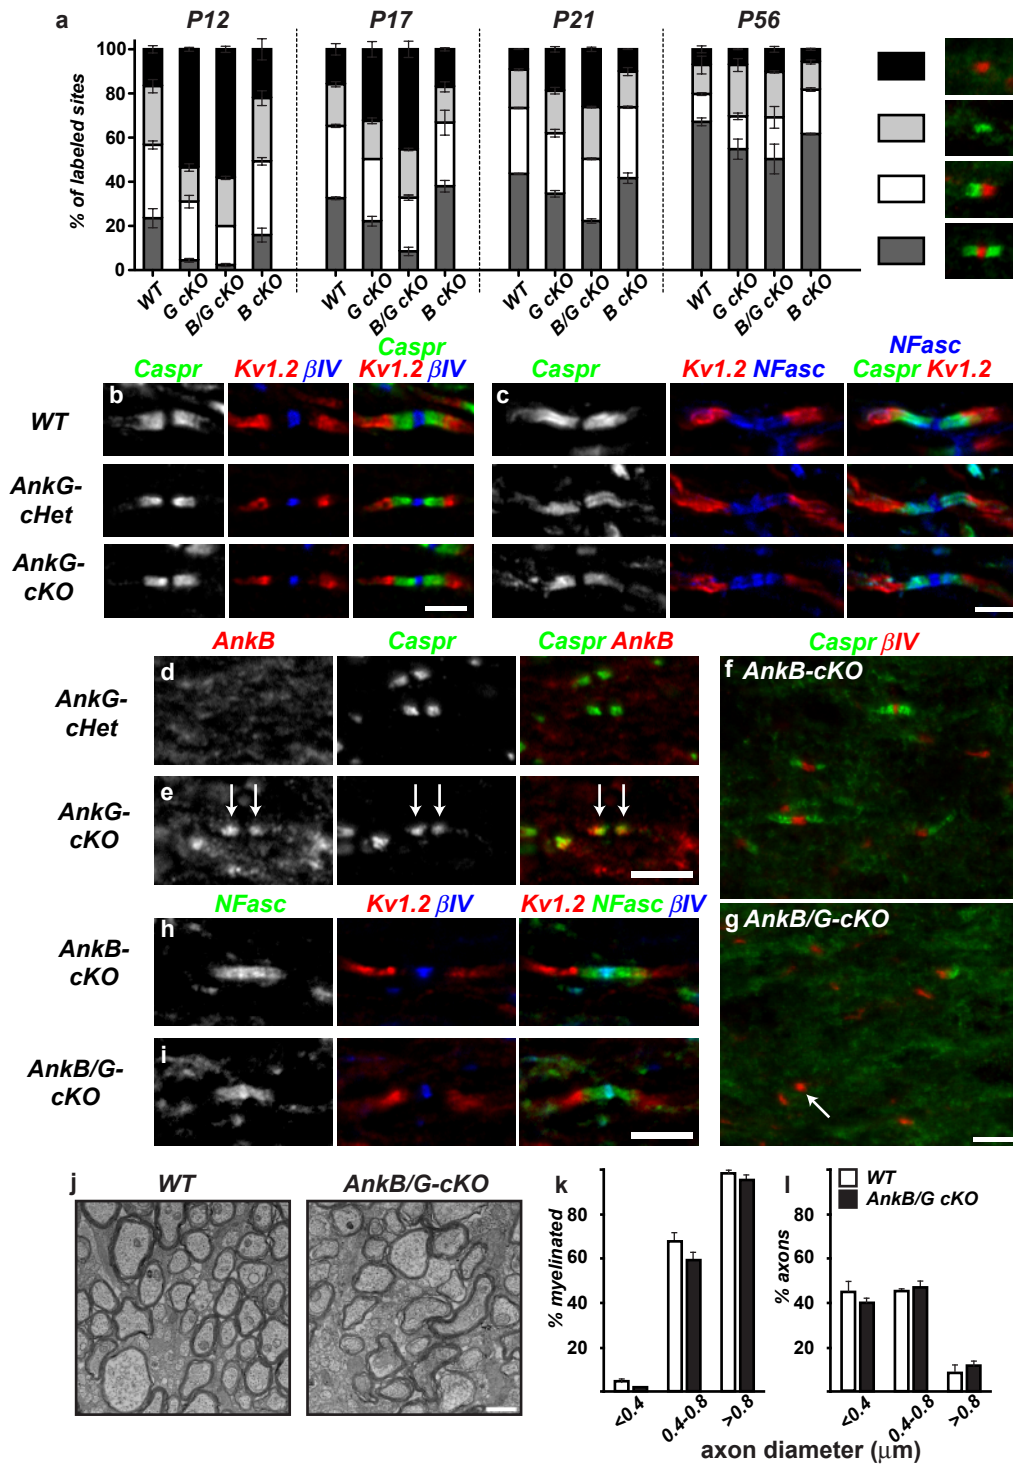 a
P12 P17 P21 P56
% of labeled sites
100
80
60
40
20
0
WT G cKO B/G cKO B cKO WT G cKO B/G cKO B cKO WT G cKO B/G cKO B cKO WT G cKO B/G cKO B cKO
Caspr NFasc
Caspr Kv1.2 βIV Kv1.2 βIV Caspr Kv1.2 NFasc Caspr Kv1.2
b c
WT
AnkG-
cHet
AnkG-
cKO
AnkB Caspr Caspr AnkB Caspr βIV
d f AnkB-cKO
AnkG-
cHet
e
AnkG-
cKO
NFasc Kv1.2 βIV Kv1.2 NFasc βIV
h g AnkB/G-cKO
AnkB-
cKO
i
AnkB/G-
cKO
j WT AnkB/G-cKO
k
% myelinated
80
60
40
20
<0.4 0.4-0.8 >0.8
l
WT
AnkB/G cKO
% axons
80
60
40
20
<0.4 0.4-0.8 >0.8
axon diameter (μm)